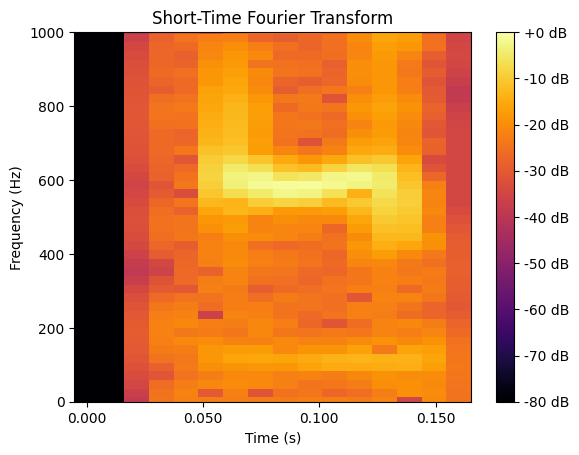 Short-Time Fourier Transform
1000
800
600
400
200
0
Frequency (Hz)
0.000
0.050
0.100
0.150
Time (s)
+0 dB
-10 dB
-20 dB
-30 dB
-40 dB
-50 dB
-60 dB
-70 dB
-80 dB